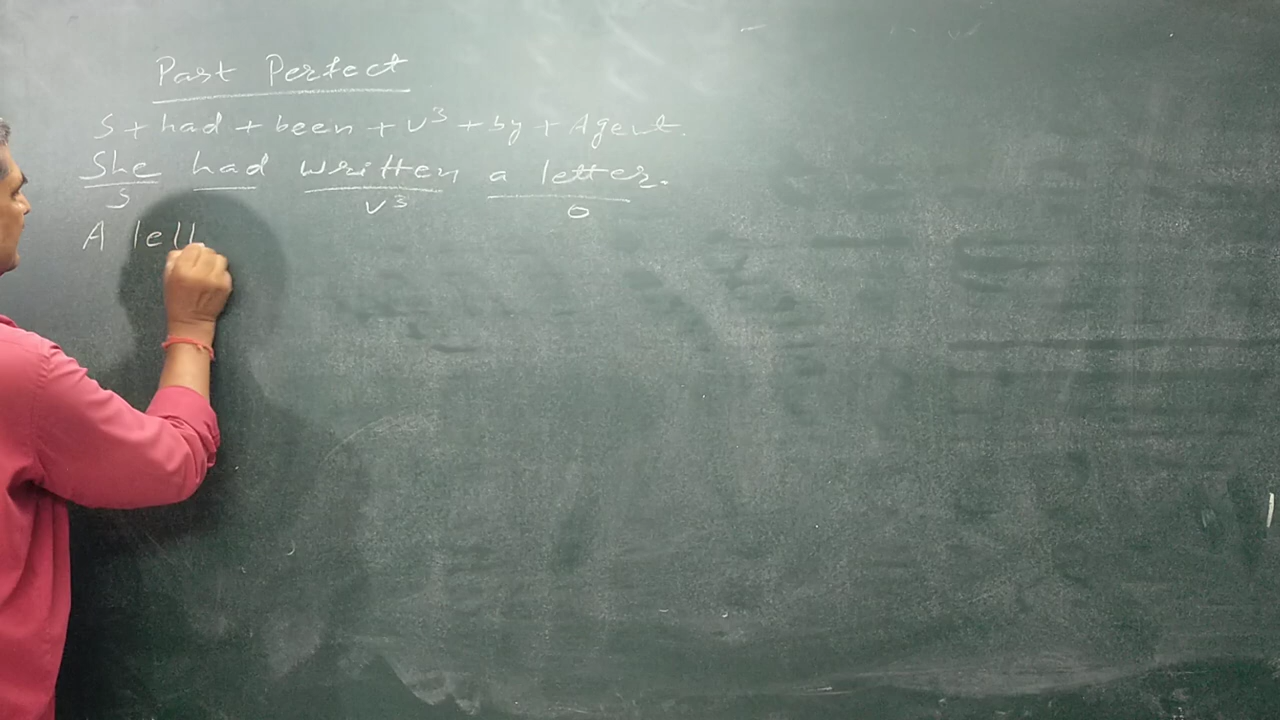 Past Perfect
S + had + been + V³ + by + Agent.
She had written a letter.
S V³ O
A lett